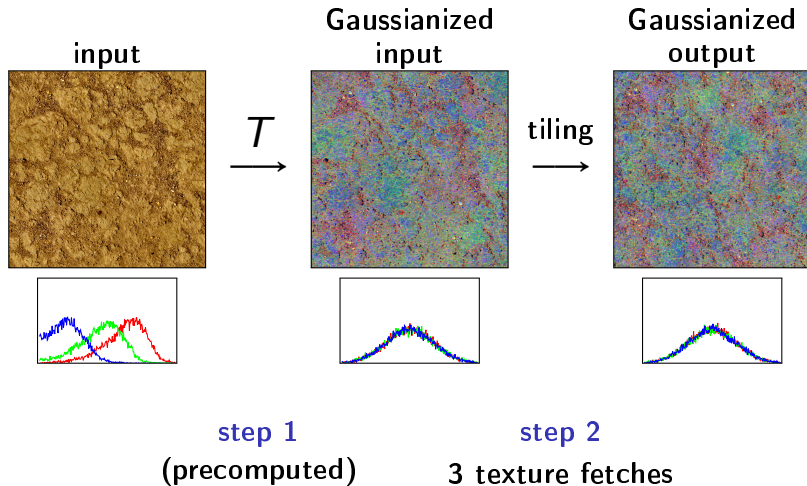 input
Gaussianized
input
Gaussianized
output
T
tiling
step 1
(precomputed)
step 2
3 texture fetches